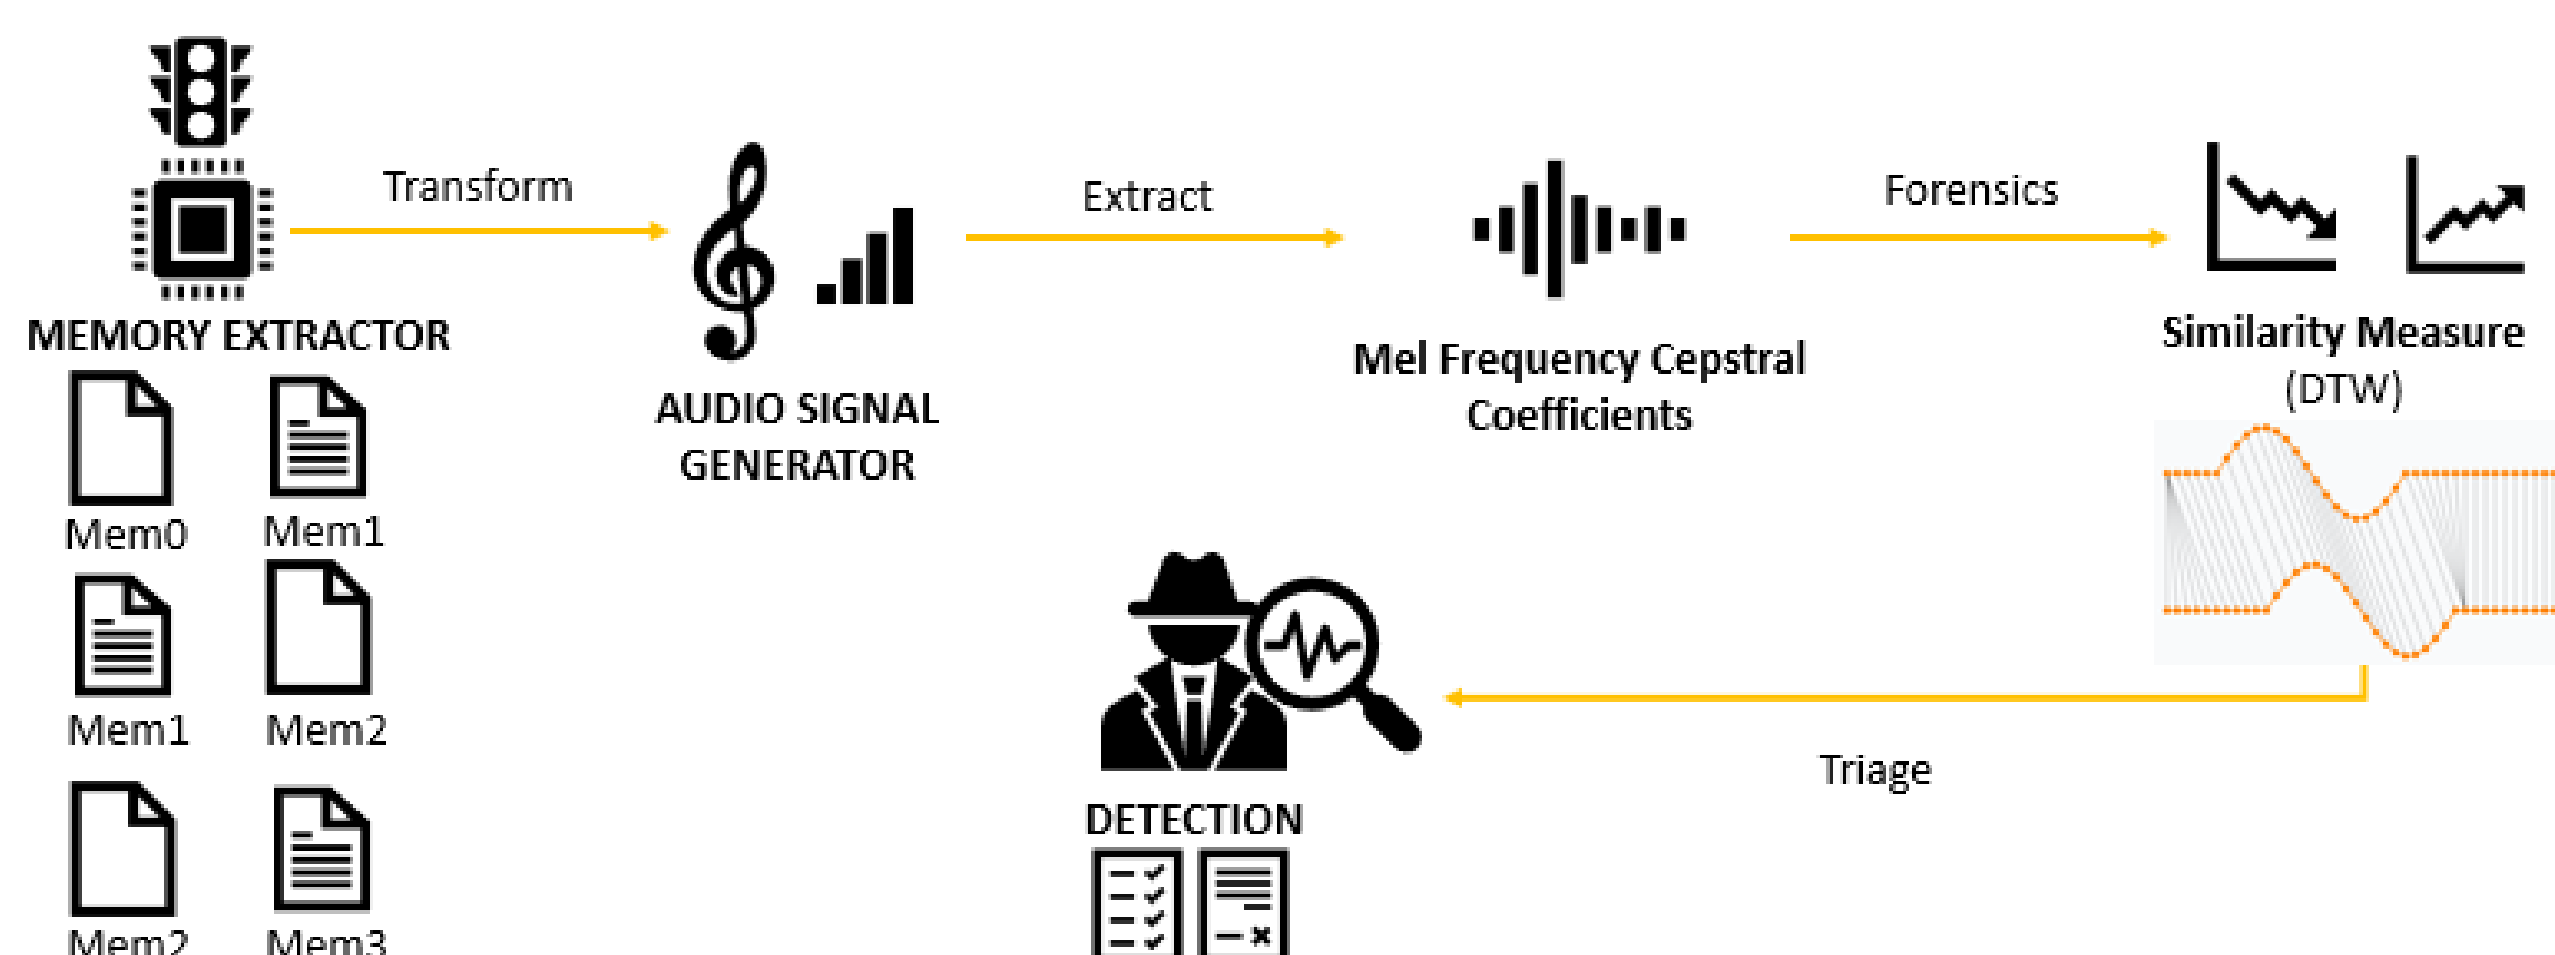 Transform
Extract
Forensics
MEMORY EXTRACTOR
Mel Frequency Cepstral
Coefficients
Similarity Measure
(DTW)
AUDIO SIGNAL
GENERATOR
Mem0
Mem1
Mem1
Mem2
Mem2
Mem3
Triage
DETECTION